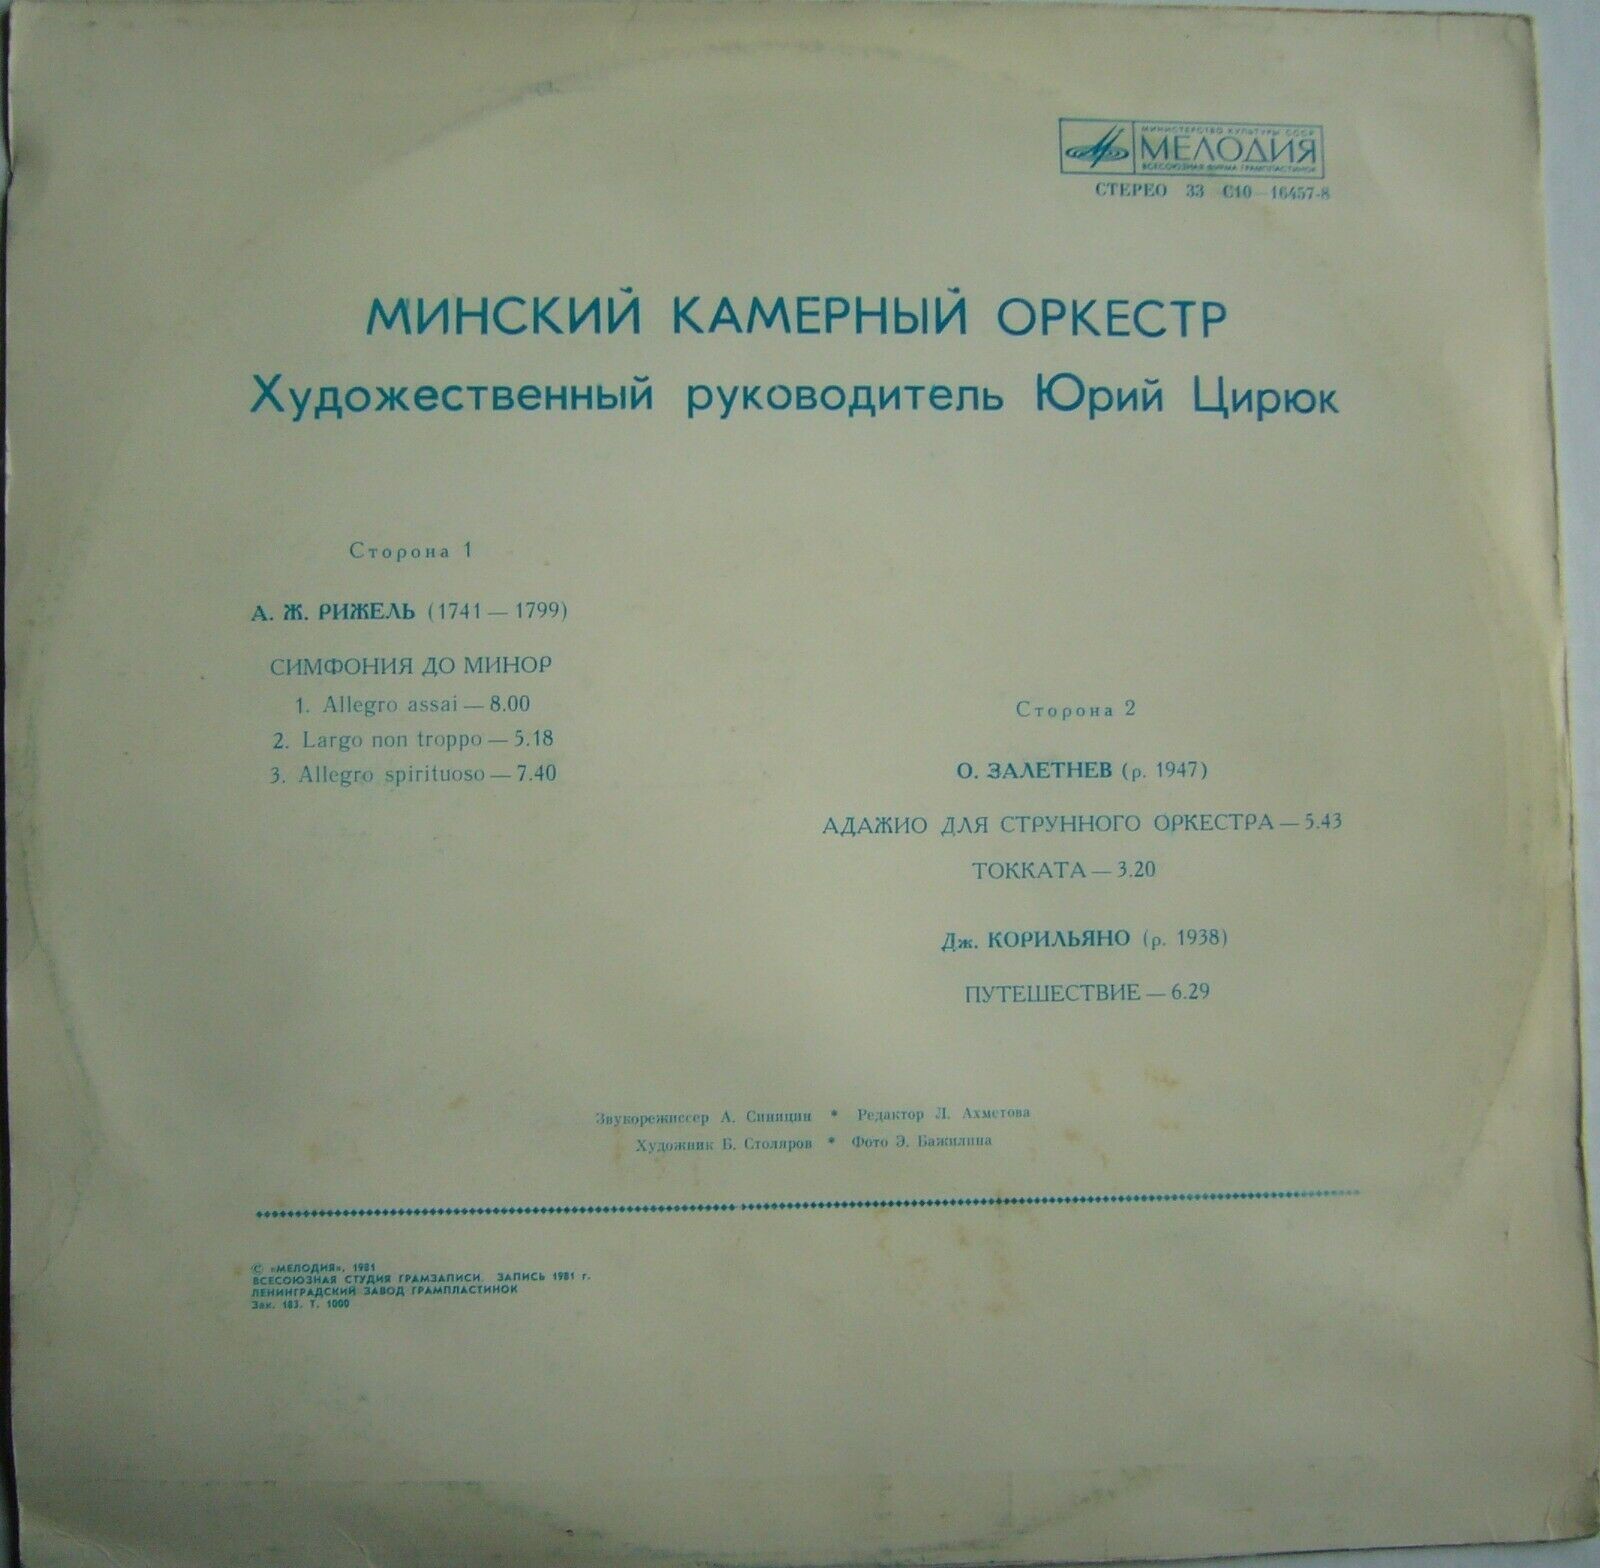 МИНИСТЕРСТВО КУЛЬТУРЫ СССР
МЕЛОДИЯ
ВСЕСОЮЗНАЯ ФИРМА ГРАМПЛАСТИНОК
СТЕРЕО 33 С10—16457-8
МИНСКИЙ КАМЕРНЫЙ ОРКЕСТР
Художественный руководитель Юрий Цирюк
Сторона 1
А. Ж. РИЖЕЛЬ (1741 — 1799)
СИМФОНИЯ ДО МИНОР
1. Allegro assai — 8.00
2. Largo non troppo — 5.18
3. Allegro spirituoso — 7.40
Сторона 2
О. ЗАЛЕТНЕВ (р. 1947)
АДАЖИО ДЛЯ СТРУННОГО ОРКЕСТРА — 5.43
ТОККАТА — 3.20
Дж. КОРИЛЬЯНО (р. 1938)
ПУТЕШЕСТВИЕ — 6.29
Звукорежиссер А. Синицин * Редактор Л. Ахметова
Художник Б. Столяров * Фото Э. Бажилина
© «МЕЛОДИЯ», 1981
ВСЕСОЮЗНАЯ СТУДИЯ ГРАМЗАПИСИ. ЗАПИСЬ 1981 г.
ЛЕНИНГРАДСКИЙ ЗАВОД ГРАМПЛАСТИНОК
Зак. 183. Т. 1000